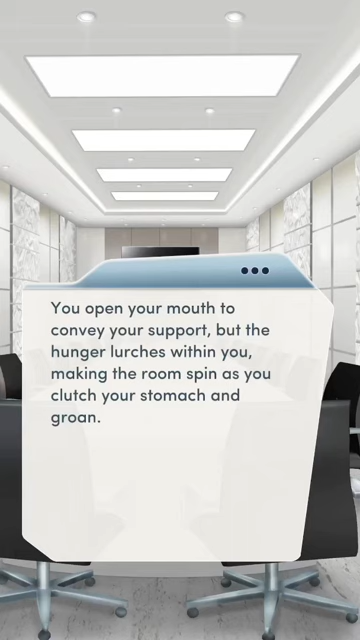 You open your mouth to
convey your support, but the
hunger lurches within you,
making the room spin as you
clutch your stomach and
groan.